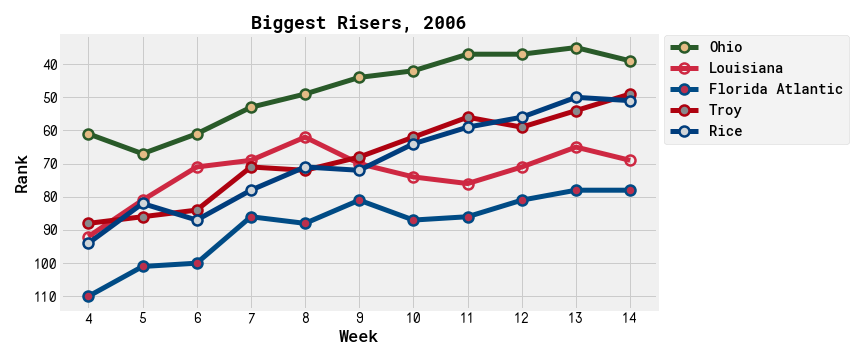 Biggest Risers, 2006
Rank
40
50
60
70
80
90
100
110
4 5 6 7 8 9 10 11 12 13 14
Week
Ohio
Louisiana
Florida Atlantic
Troy
Rice